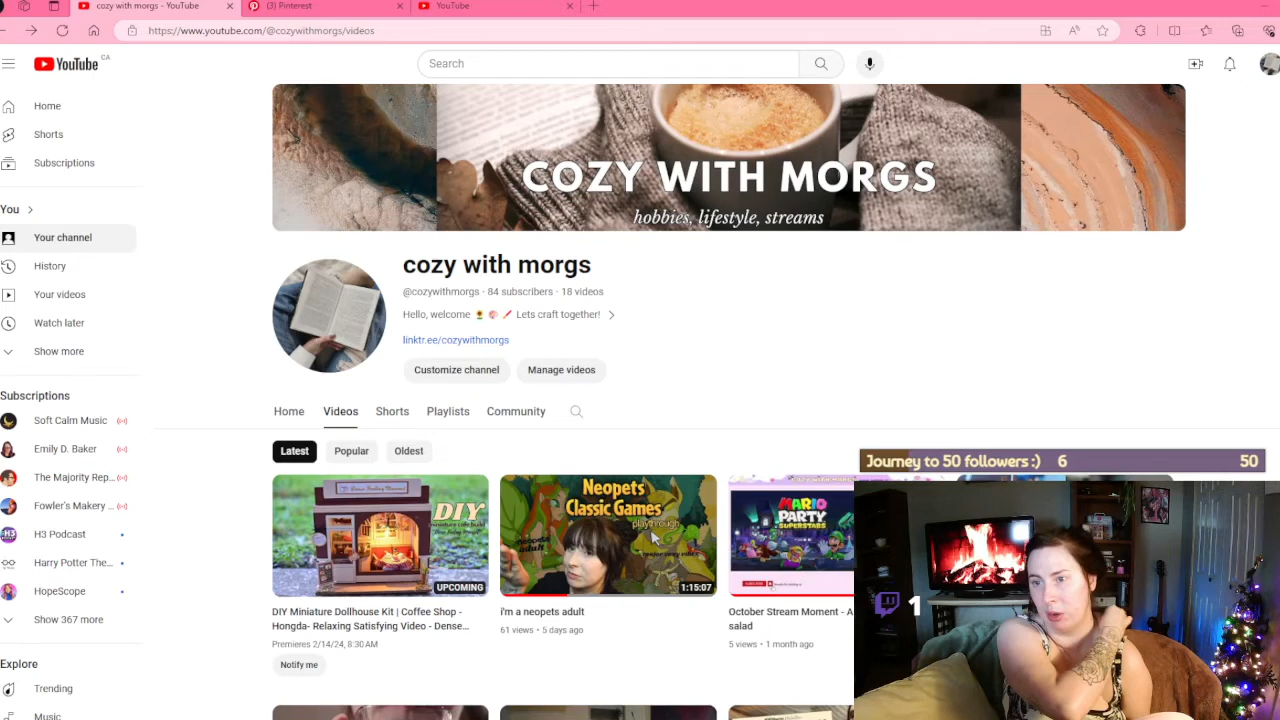 cozy with morgs - YouTube
Pinterest
YouTube
https://www.youtube.com/@cozywithmorgs/videos
YouTube CA
Search
Home
Shorts
Subscriptions
You
Your channel
History
Your videos
Watch later
Show more
Subscriptions
Soft Calm Music
Emily D. Baker
The Majority Rep...
Fowler's Makery ...
H3 Podcast
Harry Potter The...
HopeScope
Show 367 more
Explore
Trending
Music
COZY WITH MORGS
hobbies, lifestyle, streams
cozy with morgs
@cozywithmorgs · 84 subscribers · 18 videos
Hello, welcome 🌻 🧠 🖍️ Lets craft together!
linktr.ee/cozywithmorgs
Customize channel
Manage videos
Home
Videos
Shorts
Playlists
Community
Latest
Popular
Oldest
DIY
UPCOMING
DIY Miniature Dollhouse Kit | Coffee Shop -
Hongda- Relaxing Satisfying Video - Dense...
Premieres 2/14/24, 8:30 AM
Notify me
Neopets
Classic Games
playthrough
neopets
adult
1:15:07
i'm a neopets adult
61 views • 5 days ago
MARIO
PARTY
SUPERSTARS
October Stream Moment - A
salad
5 views • 1 month ago
Journey to 50 followers :) 6 50
1